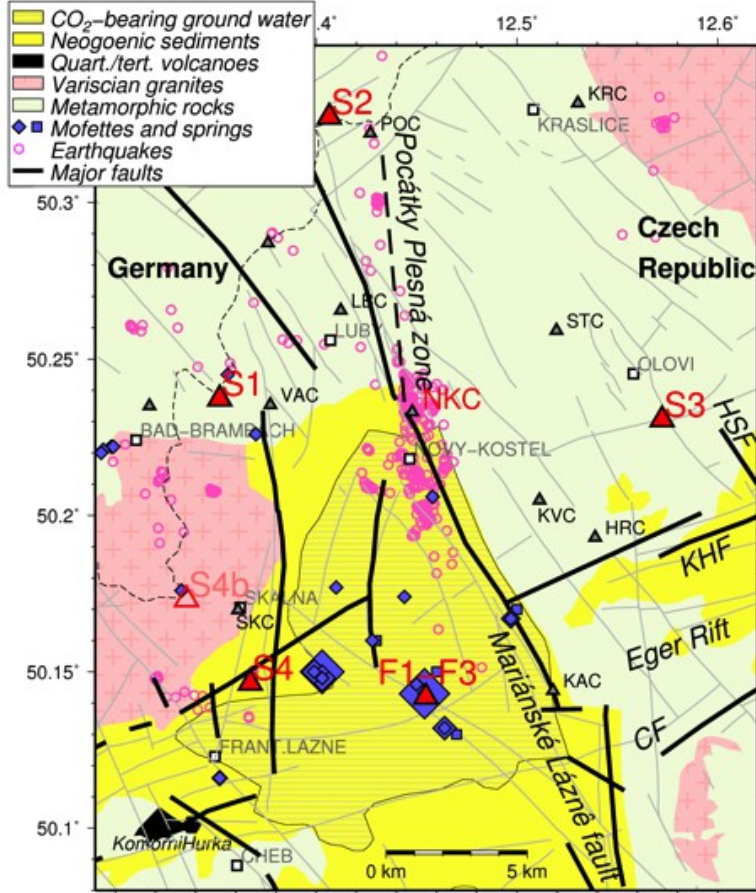 CO₂-bearing ground water
Neogoenic sediments
Quart./tert. volcanoes
Variscian granites
Metamorphic rocks
Mofettes and springs
Earthquakes
Major faults
.4˚
12.5˚
12.6˚
S2
POC
KRC
KRASLICE
Počátky Plesná zone
50.3˚
Czech
Republic
Germany
LBC
LUBY
STC
50.25˚
OLOVI
S1
VAC
NKC
S3
HSF
BAD-BRAMBACH
OVY-KOSTEL
50.2˚
KVC
HRC
KHF
S4b
SKALNA
SKC
Eger Rift
50.15˚
S4
F1-F3
KAC
Mariánské Lázně fault
CF
FRANT.LAZNE
50.1˚
KomorniHurka
CHEB
0 km
5 km